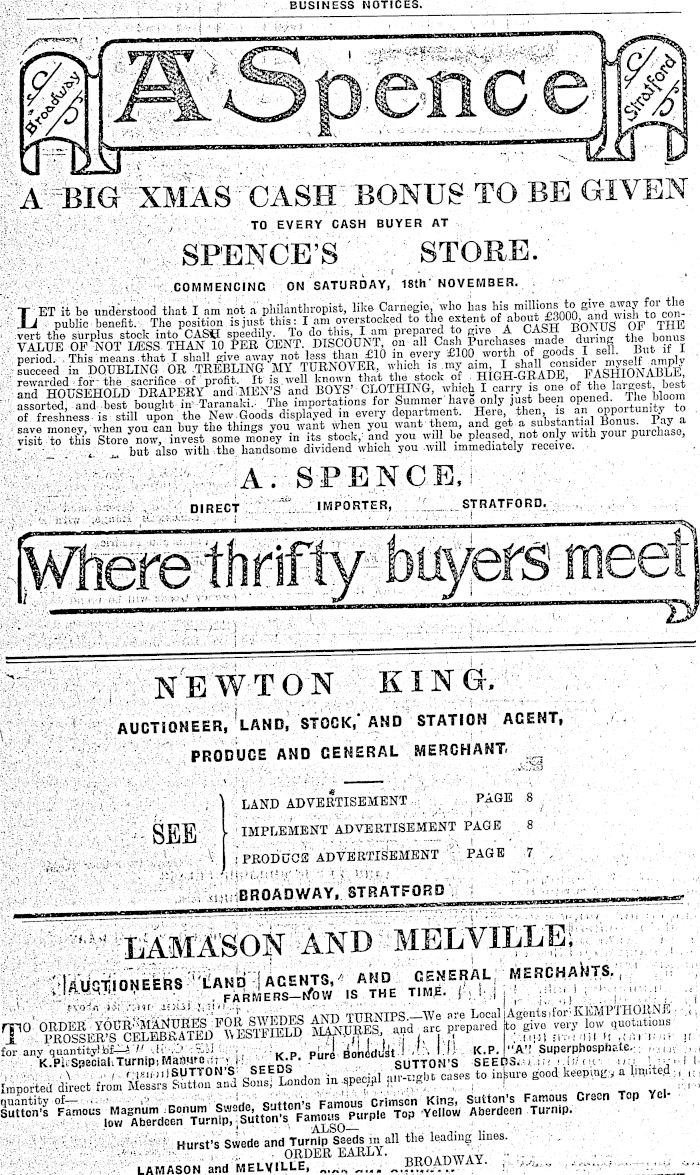 BUSINESS NOTICES.
Broadway
A Spence
Stratford
A BIG XMAS CASH BONUS TO BE GIVEN
TO EVERY CASH BUYER AT
SPENCE'S STORE.
COMMENCING ON SATURDAY, 18th NOVEMBER.
LET it be understood that I am not a philanthropist, like Carnegie, who has his millions to give away for the
public benefit. The position is just this: I am overstocked to the extent of about £3000, and wish to con-
vert the surplus stock into CASH speedily. To do this, I am prepared to give A CASH BONUS OF THE
VALUE OF NOT LESS THAN 10 PER CENT. DISCOUNT, on all Cash Purchases made during the bonus
period. This means that I shall give away not less than £10 in every £100 worth of goods I sell. But if I
succeed in DOUBLING OR TREBLING MY TURNOVER, which is my aim, I shall consider myself amply
rewarded for the sacrifice of profit. It is well known that the stock of HIGH-GRADE, FASHIONABLE,
and HOUSEHOLD DRAPERY and MEN'S and BOYS' CLOTHING, which I carry is one of the largest, best
assorted, and best bought in Taranaki. The importations for Summer have only just been opened. The bloom
of freshness is still upon the New Goods displayed in every department. Here, then, is an opportunity to
save money, when you can buy the things you want when you want them, and get a substantial Bonus. Pay a
visit to this Store now, invest some money in its stock, and you will be pleased, not only with your purchase,
but also with the handsome dividend which you will immediately receive.
A. SPENCE,
DIRECT IMPORTER, STRATFORD.
Where thrifty buyers meet
NEWTON KING,
AUCTIONEER, LAND, STOCK, AND STATION AGENT,
PRODUCE AND GENERAL MERCHANT.
LAND ADVERTISEMENT PAGE 8
SEE IMPLEMENT ADVERTISEMENT PAGE 8
PRODUCE ADVERTISEMENT PAGE 7
BROADWAY, STRATFORD
LAMASON AND MELVILLE,
AUCTIONEERS LAND AGENTS, AND GENERAL MERCHANTS.
FARMERS—NOW IS THE TIME.
TO ORDER YOUR MANURES FOR SWEDES AND TURNIPS.—We are Local Agents for KEMPTHORNE
PROSSER'S CELEBRATED WESTFIELD MANURES, and are prepared to give very low quotations
for any quantity of—
K.P. Special Turnip Manure K.P. Pure Bonedust K.P. "A" Superphosphate.
SUTTON'S SEEDS SUTTON'S SEEDS.
Imported direct from Messrs Sutton and Sons, London in special air-tight cases to insure good keeping, a limited
quantity of—
Sutton's Famous Magnum Bonum Swede, Sutton's Famous Crimson King, Sutton's Famous Green Top Yel-
low Aberdeen Turnip, Sutton's Famous Purple Top Yellow Aberdeen Turnip.
ALSO—
Hurst's Swede and Turnip Seeds in all the leading lines.
ORDER EARLY.
LAMASON and MELVILLE, BROADWAY.